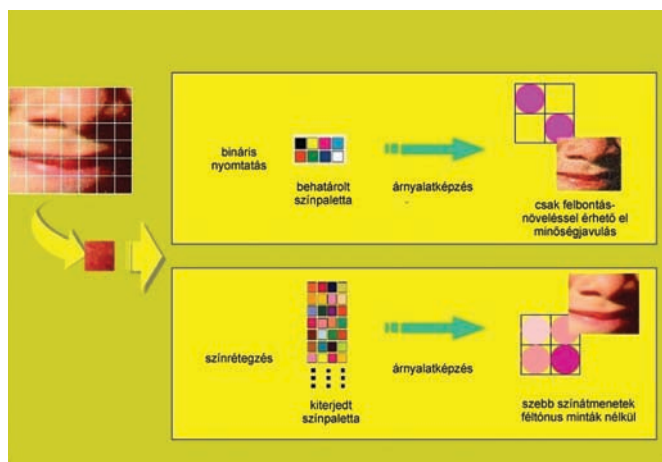 bináris
nyomtatás
behatárolt
színpaletta
árnyalatképzés
csak felbontás-
növeléssel érhető el
minőségjavulás
színrétegzés
kiterjedt
színpaletta
árnyalatképzés
szebb színátmenetek
féltónus minták nélkül